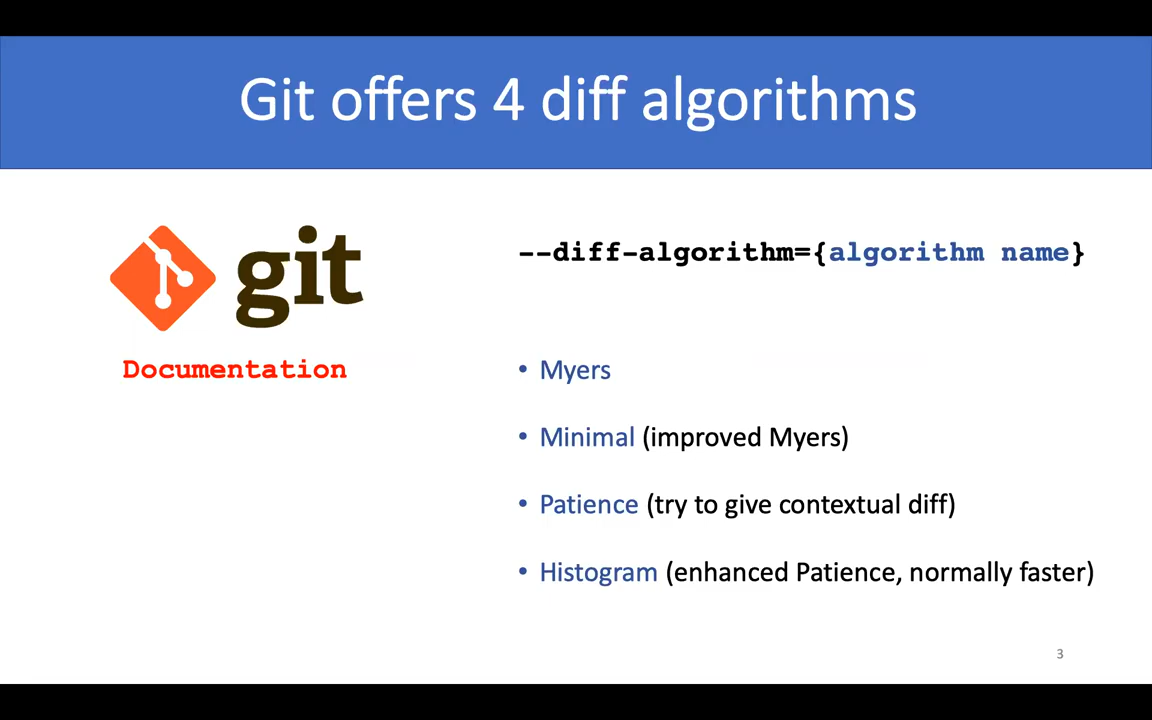 Git offers 4 diff algorithms
git
Documentation
--diff-algorithm={algorithm name}
• Myers
• Minimal (improved Myers)
• Patience (try to give contextual diff)
• Histogram (enhanced Patience, normally faster)
3